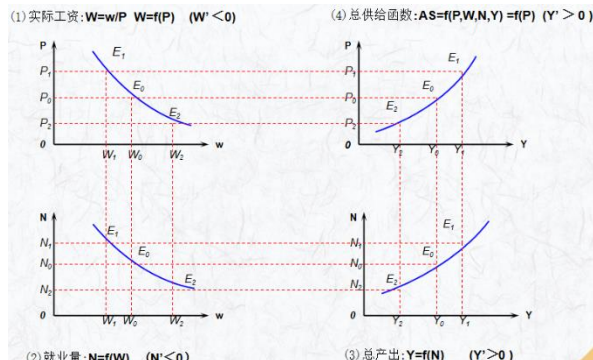 (1)实际工资:W=w/P W=f(P) (W'＜0)
(4)总供给函数:AS=f(P,W,N,Y) =f(P) (Y'＞0)
P
E1
P1
P0
E0
P2
E2
0
W1 W0 W2 w
P
E1
P1
P0
E0
P2
E2
0
Y2 Y0 Y1 Y
N
E1
N1
N0
E0
N2
E2
0
W1 W0 W2 w
N
E1
N1
N0
E0
N2
E2
0
Y2 Y0 Y1 Y
(2)就业量:N=f(W) (N'＜0)
(3)总产出:Y=f(N) (Y'＞0)